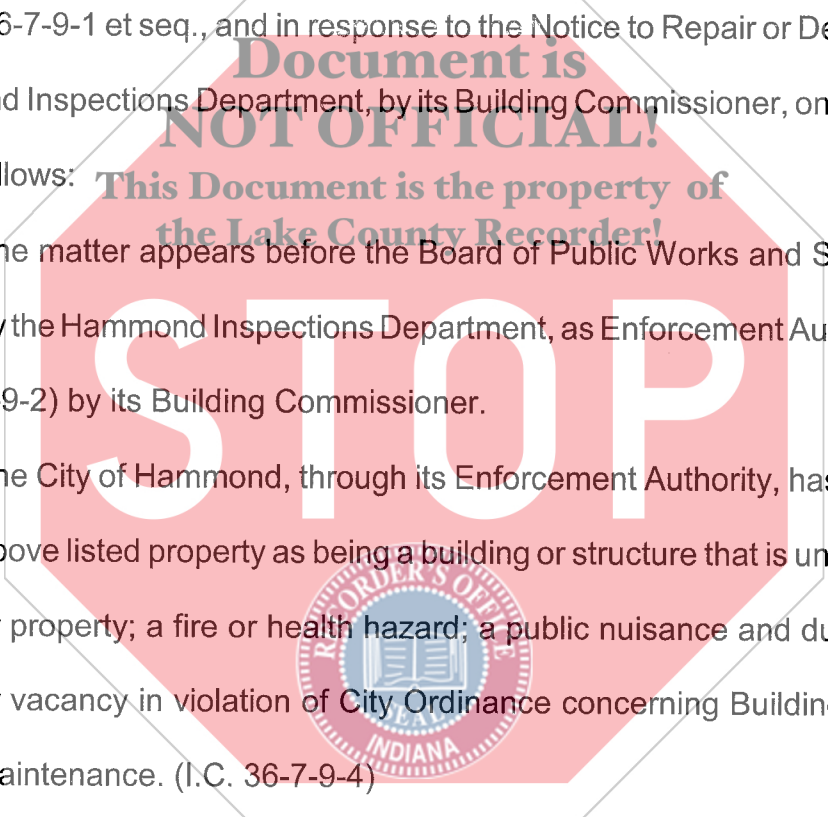 6-7-9-1 et seq., and in response to the Notice to Repair or De
Document is
d Inspections Department, by its Building Commissioner, on
NOT OFFICIAL!
llows:
This Document is the property of
the Lake County Recorder!
he matter appears before the Board of Public Works and S
y the Hammond Inspections Department, as Enforcement Au
-9-2) by its Building Commissioner.
STOP
he City of Hammond, through its Enforcement Authority, has
bove listed property as being a building or structure that is un
RECORDER'S OFFICE
r property; a fire or health hazard; a public nuisance and du
r vacancy in violation of City Ordinance concerning Buildin
SEAL
INDIANA
aintenance. (I.C. 36-7-9-4)